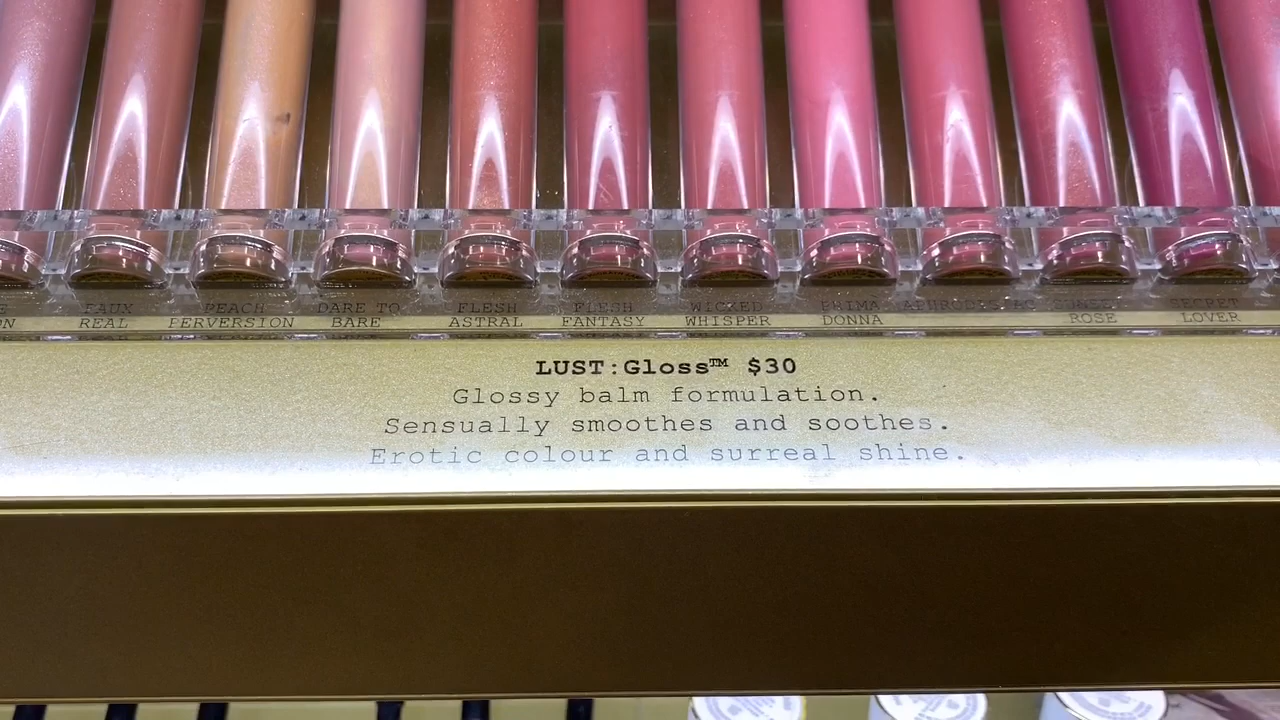 FAUX
REAL
PEACH
PERVERSION
DARE TO
BARE
FLESH
ASTRAL
FLESH
FANTASY
WICKED
WHISPER
PRIMA
DONNA
ROSE
SECRET
LOVER
LUST:Gloss™ $30
Glossy balm formulation.
Sensually smoothes and soothes.
Erotic colour and surreal shine.